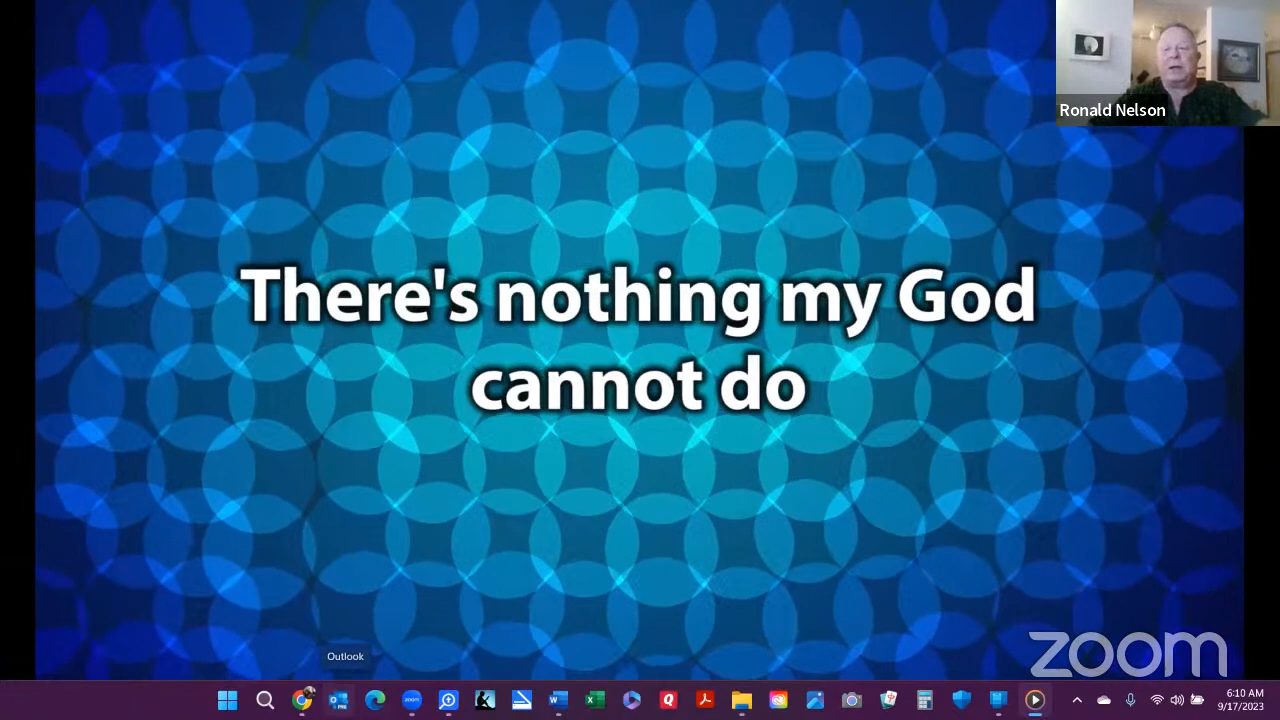 Ronald Nelson
There's nothing my God
cannot do
zoom
Outlook
6:10 AM
9/17/2023